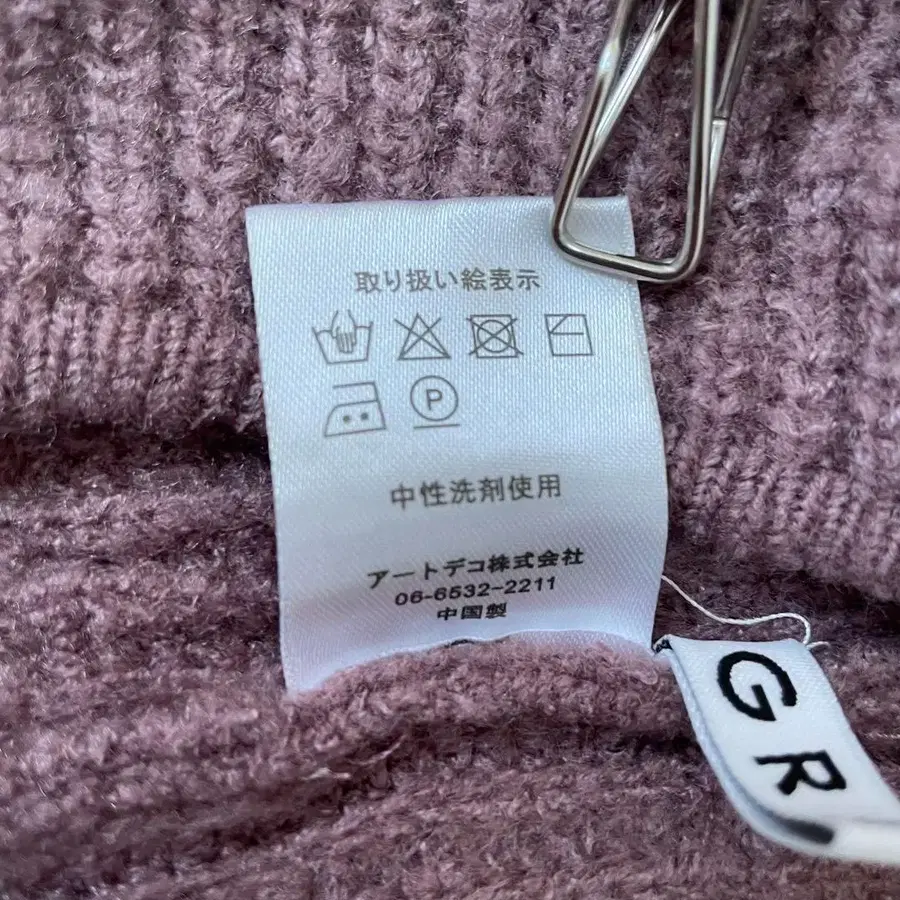 取り扱い絵表示
P
中性洗剤使用
アートデコ株式会社
06-6532-2211
中国製
GR